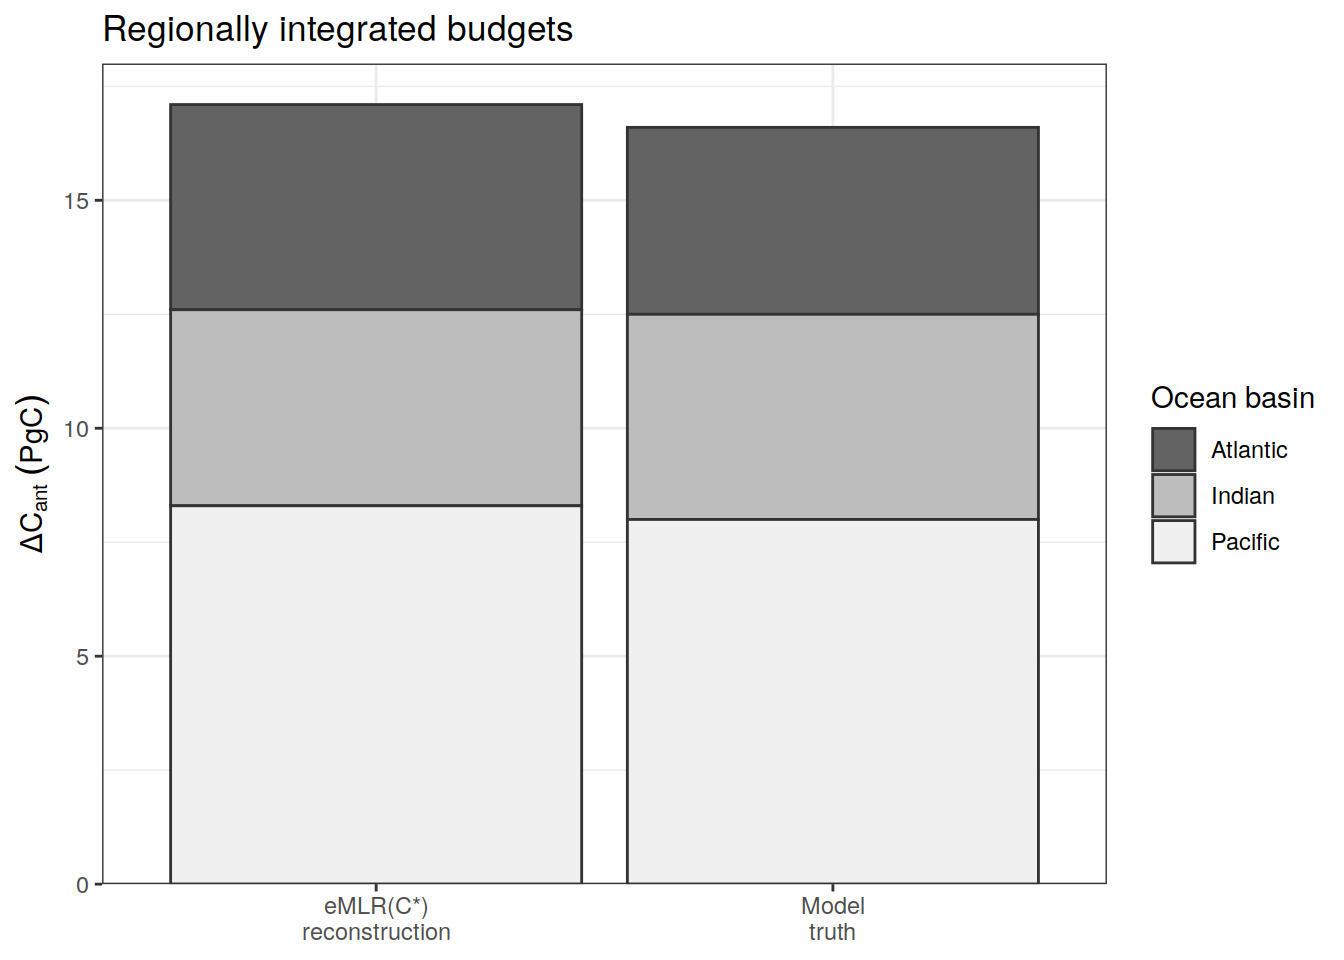 Regionally integrated budgets
ΔCant (PgC)
15
10
5
0
eMLR(C*)
reconstruction
Model
truth
Ocean basin
Atlantic
Indian
Pacific